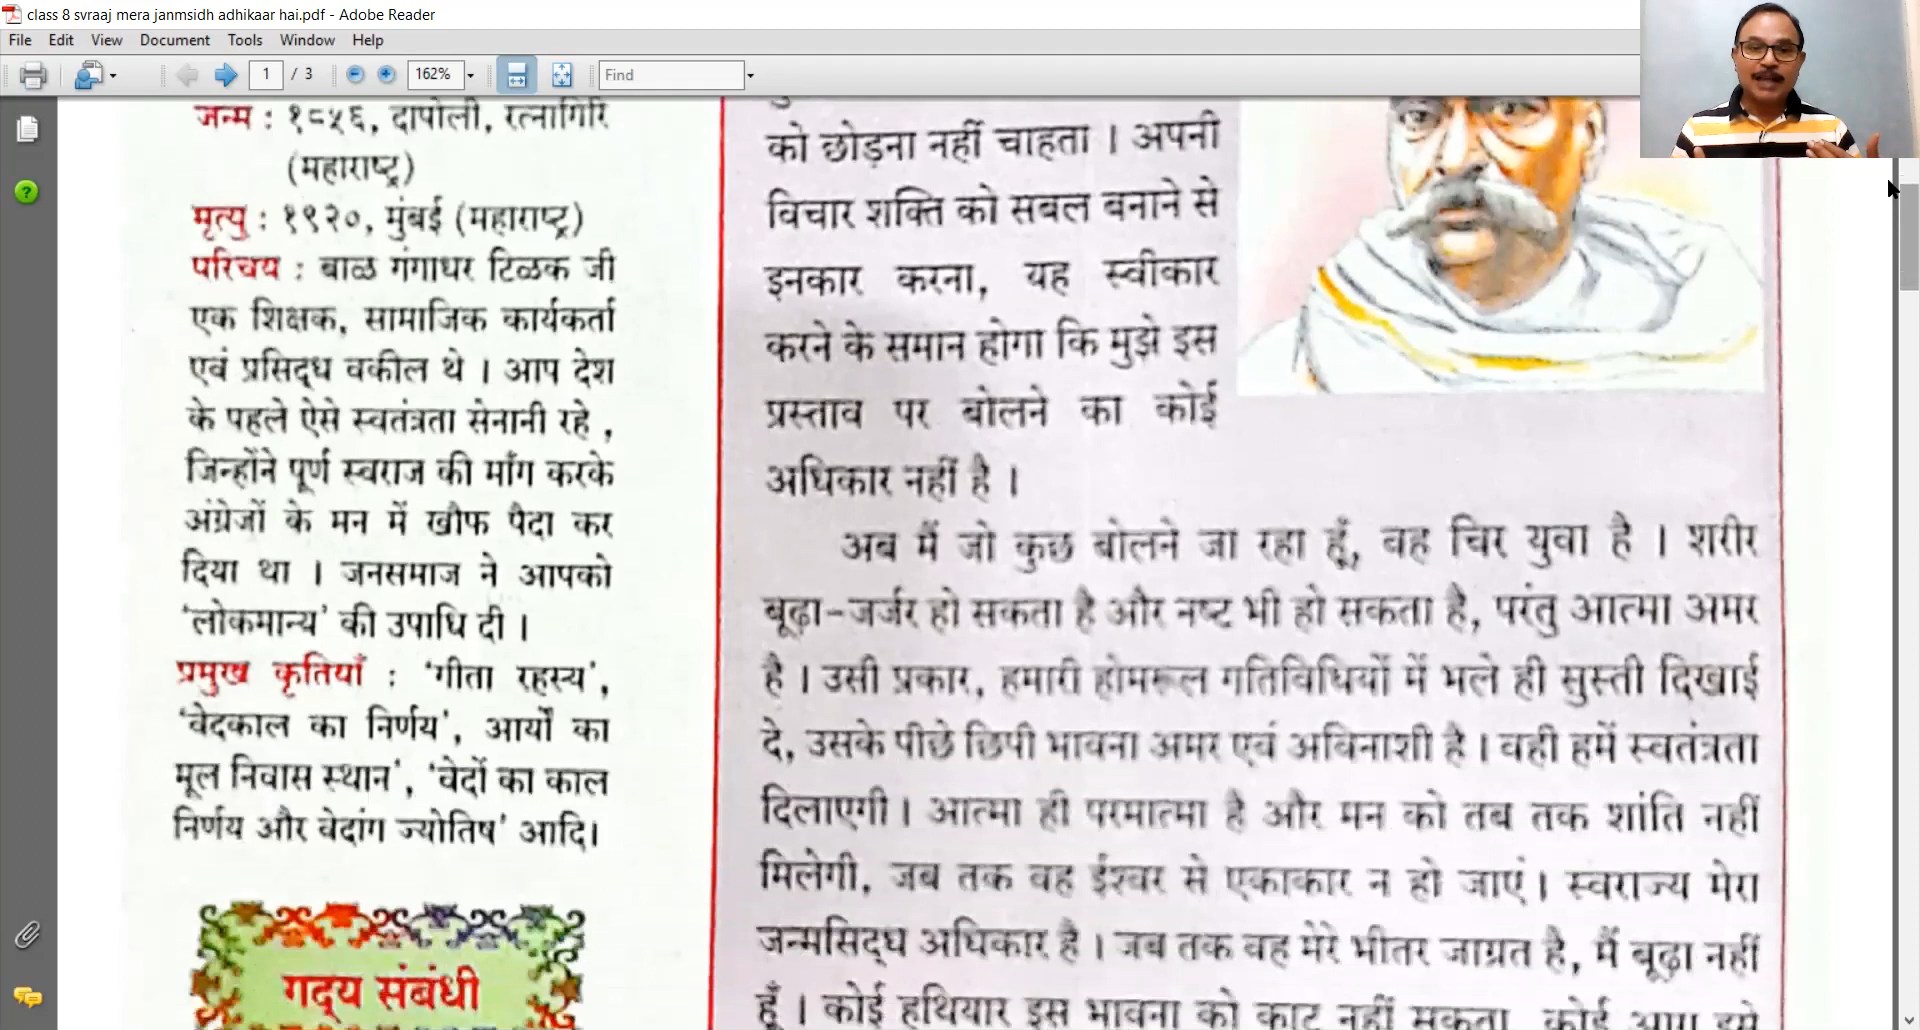 class 8 svraaj mera janmsidh adhikaar hai.pdf - Adobe Reader
File Edit View Document Tools Window Help
1 / 3 162% Find
जन्म : १८५६, दापोली, रत्नागिरि
(महाराष्ट्र)
मृत्यु : १९२०, मुंबई (महाराष्ट्र)
परिचय : बाळ गंगाधर टिळक जी
एक शिक्षक, सामाजिक कार्यकर्ता
एवं प्रसिद्ध वकील थे । आप देश
के पहले ऐसे स्वतंत्रता सेनानी रहे ,
जिन्होंने पूर्ण स्वराज की माँग करके
अंग्रेजों के मन में खौफ पैदा कर
दिया था । जनसमाज ने आपको
‘लोकमान्य’ की उपाधि दी ।
प्रमुख कृतियाँ : ‘गीता रहस्य’,
‘वेदकाल का निर्णय’, आर्यों का
मूल निवास स्थान’, ‘वेदों का काल
निर्णय और वेदांग ज्योतिष’ आदि।
गद्य संबंधी
को छोड़ना नहीं चाहता । अपनी
विचार शक्ति को सबल बनाने से
इनकार करना, यह स्वीकार
करने के समान होगा कि मुझे इस
प्रस्ताव पर बोलने का कोई
अधिकार नहीं है ।
अब मैं जो कुछ बोलने जा रहा हूँ, वह चिर युवा है । शरीर
बूढ़ा-जर्जर हो सकता है और नष्ट भी हो सकता है, परंतु आत्मा अमर
है । उसी प्रकार, हमारी होमरूल गतिविधियों में भले ही सुस्ती दिखाई
दे, उसके पीछे छिपी भावना अमर एवं अविनाशी है । वही हमें स्वतंत्रता
दिलाएगी । आत्मा ही परमात्मा है और मन को तब तक शांति नहीं
मिलेगी, जब तक वह ईश्वर से एकाकार न हो जाएं । स्वराज्य मेरा
जन्मसिद्ध अधिकार है । जब तक वह मेरे भीतर जाग्रत है, मैं बूढ़ा नहीं
हूँ । कोई हथियार इस भावना को काट नहीं सकता, कोई आग इसे